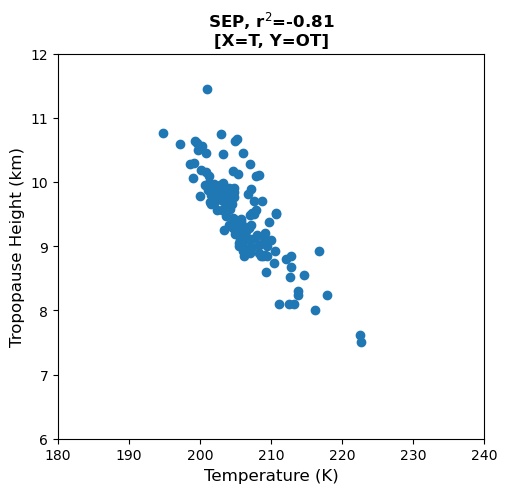 SEP, r²=-0.81
[X=T, Y=OT]
12
11
10
9
8
7
6
Tropopause Height (km)
180 190 200 210 220 230 240
Temperature (K)